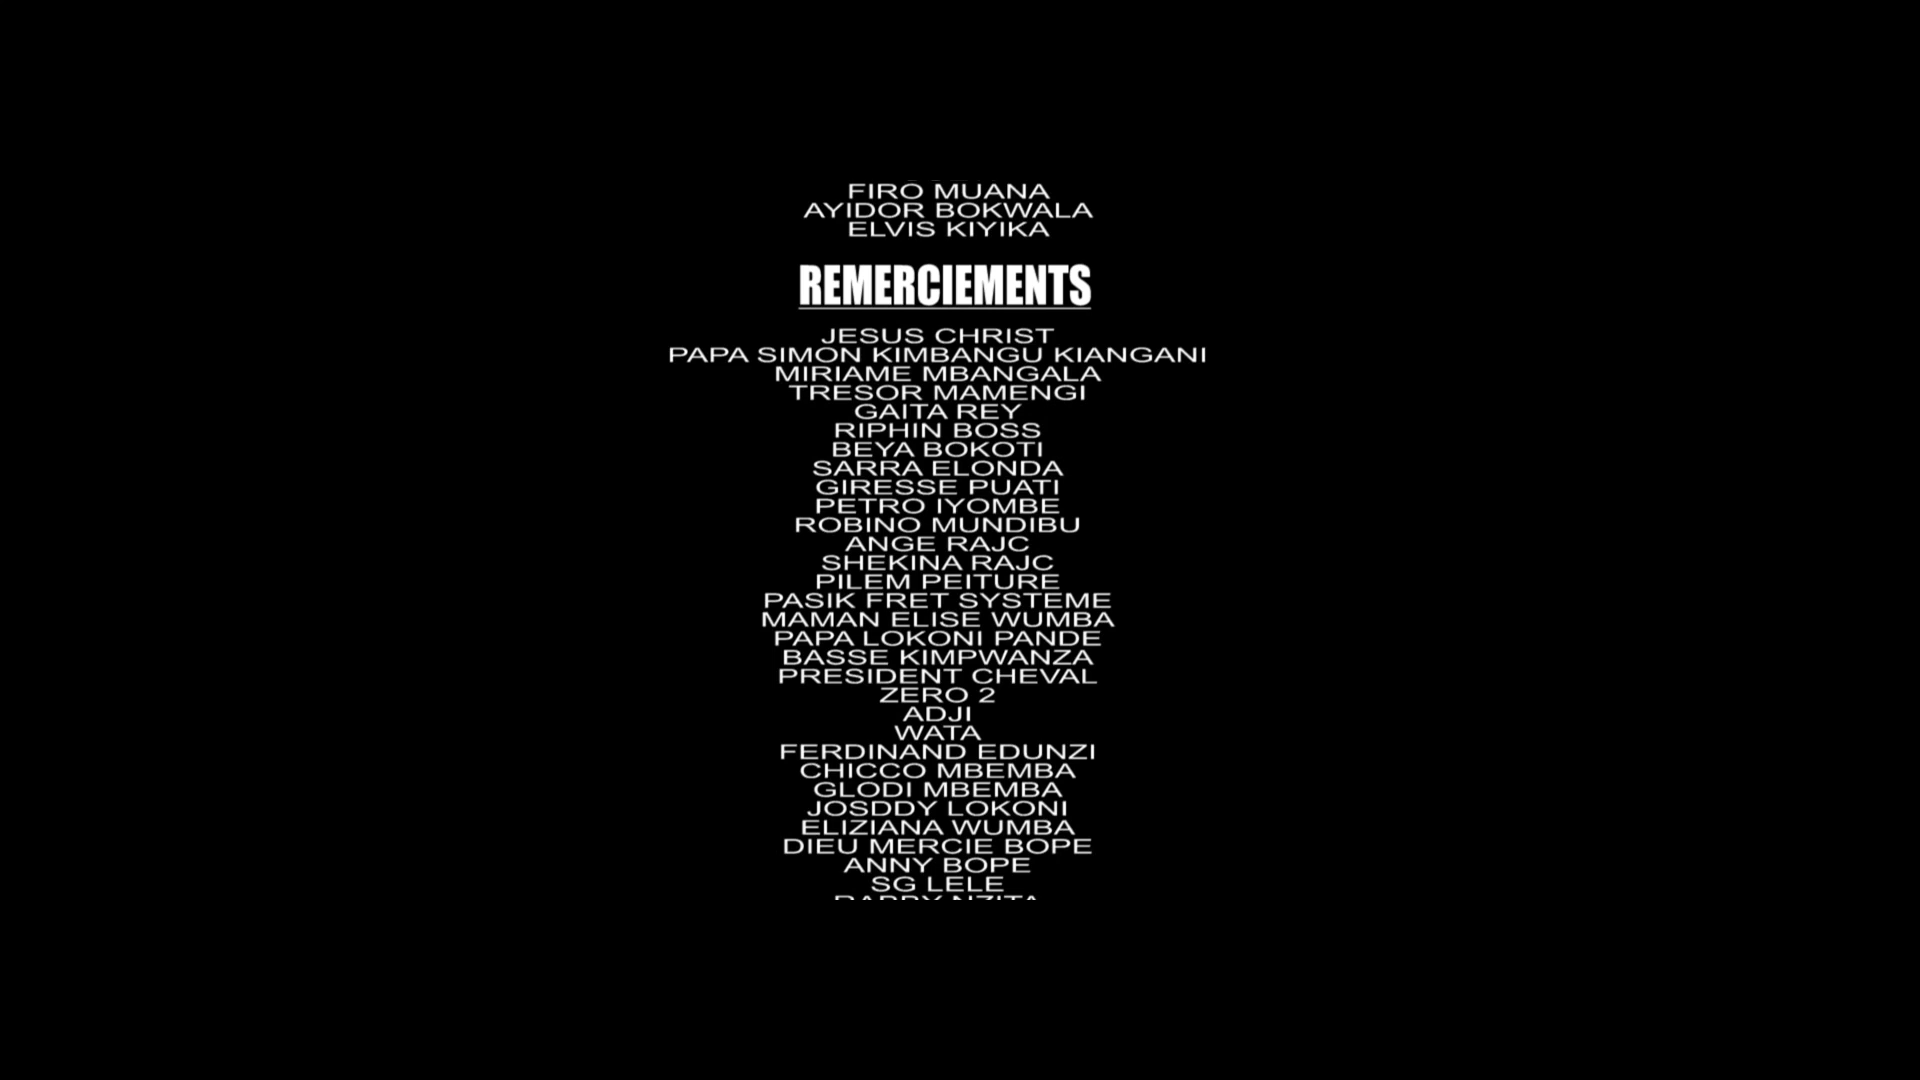 FIRO MUANA
AYIDOR BOKWALA
ELVIS KIYIKA
REMERCIEMENTS
JESUS CHRIST
PAPA SIMON KIMBANGU KIANGANI
MIRIAME MBANGALA
TRESOR MAMENGI
GAITA REY
RIPHIN BOSS
BEYA BOKOTI
SARRA ELONDA
GIRESSE PUATI
PETRO IYOMBE
ROBINO MUNDIBU
ANGE RAJC
SHEKINA RAJC
PILEM PEITURE
PASIK FRET SYSTEME
MAMAN ELISE WUMBA
PAPA LOKONI PANDE
BASSE KIMPWANZA
PRESIDENT CHEVAL
ZERO 2
ADJI
WATA
FERDINAND EDUNZI
CHICCO MBEMBA
GLODI MBEMBA
JOSDDY LOKONI
ELIZIANA WUMBA
DIEU MERCIE BOPE
ANNY BOPE
SG LELE